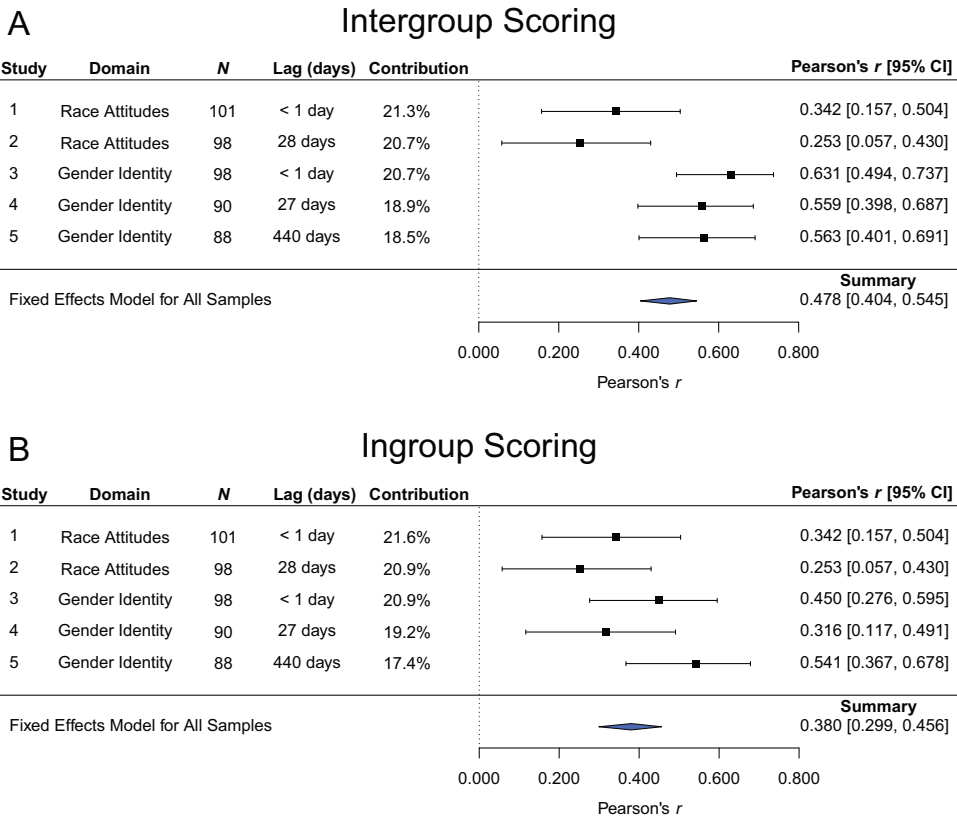 A
Intergroup Scoring
Study Domain N Lag (days) Contribution Pearson's r [95% CI]
1 Race Attitudes 101 < 1 day 21.3% 0.342 [0.157, 0.504]
2 Race Attitudes 98 28 days 20.7% 0.253 [0.057, 0.430]
3 Gender Identity 98 < 1 day 20.7% 0.631 [0.494, 0.737]
4 Gender Identity 90 27 days 18.9% 0.559 [0.398, 0.687]
5 Gender Identity 88 440 days 18.5% 0.563 [0.401, 0.691]
Summary
Fixed Effects Model for All Samples 0.478 [0.404, 0.545]
0.000 0.200 0.400 0.600 0.800
Pearson's r
B
Ingroup Scoring
Study Domain N Lag (days) Contribution Pearson's r [95% CI]
1 Race Attitudes 101 < 1 day 21.6% 0.342 [0.157, 0.504]
2 Race Attitudes 98 28 days 20.9% 0.253 [0.057, 0.430]
3 Gender Identity 98 < 1 day 20.9% 0.450 [0.276, 0.595]
4 Gender Identity 90 27 days 19.2% 0.316 [0.117, 0.491]
5 Gender Identity 88 440 days 17.4% 0.541 [0.367, 0.678]
Summary
Fixed Effects Model for All Samples 0.380 [0.299, 0.456]
0.000 0.200 0.400 0.600 0.800
Pearson's r